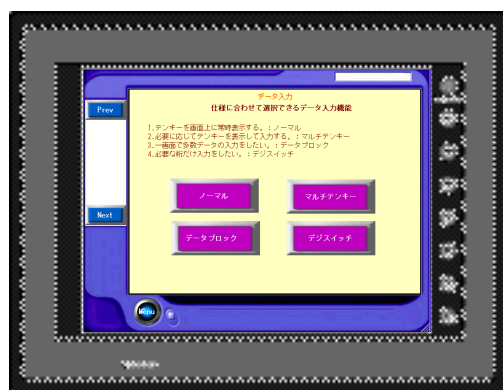 Prev
データ入力
仕様に合わせて選択できるデータ入力機能
1.テンキーを画面上に常時表示する。:ノーマル
2.必要に応じてテンキーを表示して入力する。:マルチテンキー
3.一画面で多数データの入力をしたい。:データブロック
4.必要な桁だけ入力をしたい。:デジスイッチ
ノーマル
マルチテンキー
Next
データブロック
デジスイッチ
Menu